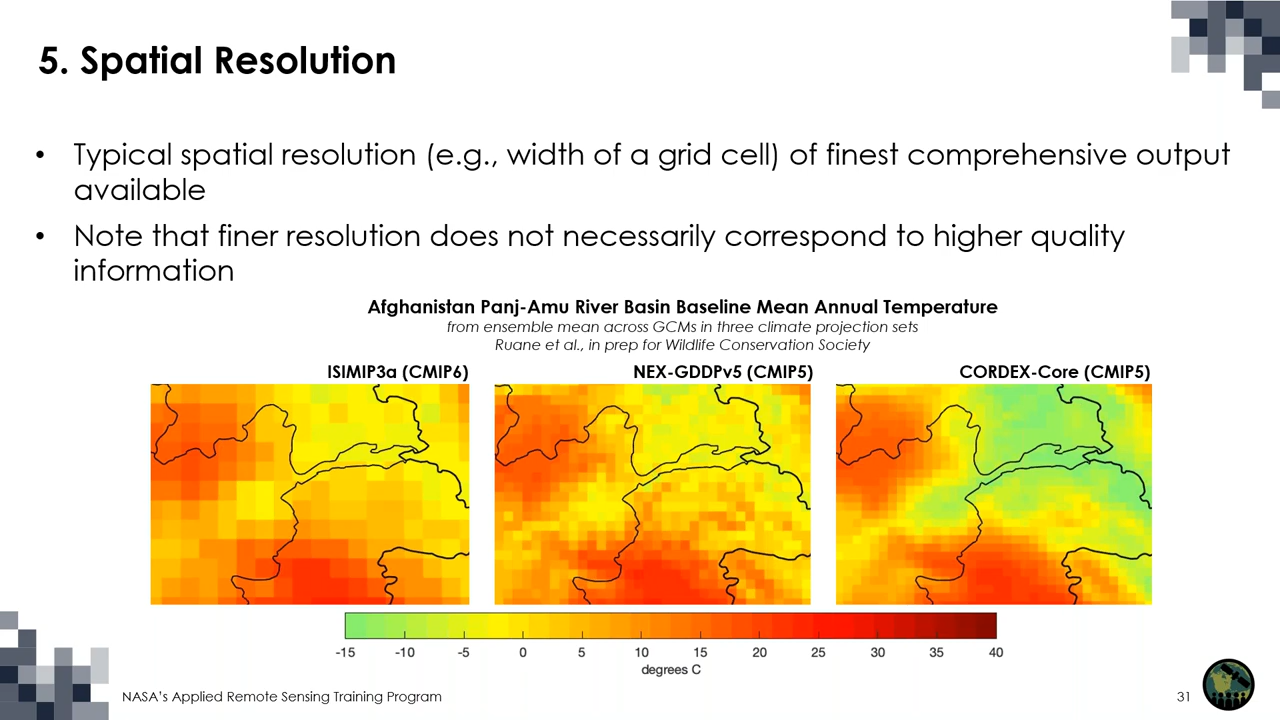 5. Spatial Resolution
• Typical spatial resolution (e.g., width of a grid cell) of finest comprehensive output
available
• Note that finer resolution does not necessarily correspond to higher quality
information
Afghanistan Panj-Amu River Basin Baseline Mean Annual Temperature
from ensemble mean across GCMs in three climate projection sets
Ruane et al., in prep for Wildlife Conservation Society
ISIMIP3a (CMIP6) NEX-GDDPv5 (CMIP5) CORDEX-Core (CMIP5)
-15 -10 -5 0 5 10 15 20 25 30 35 40
degrees C
NASA's Applied Remote Sensing Training Program 31